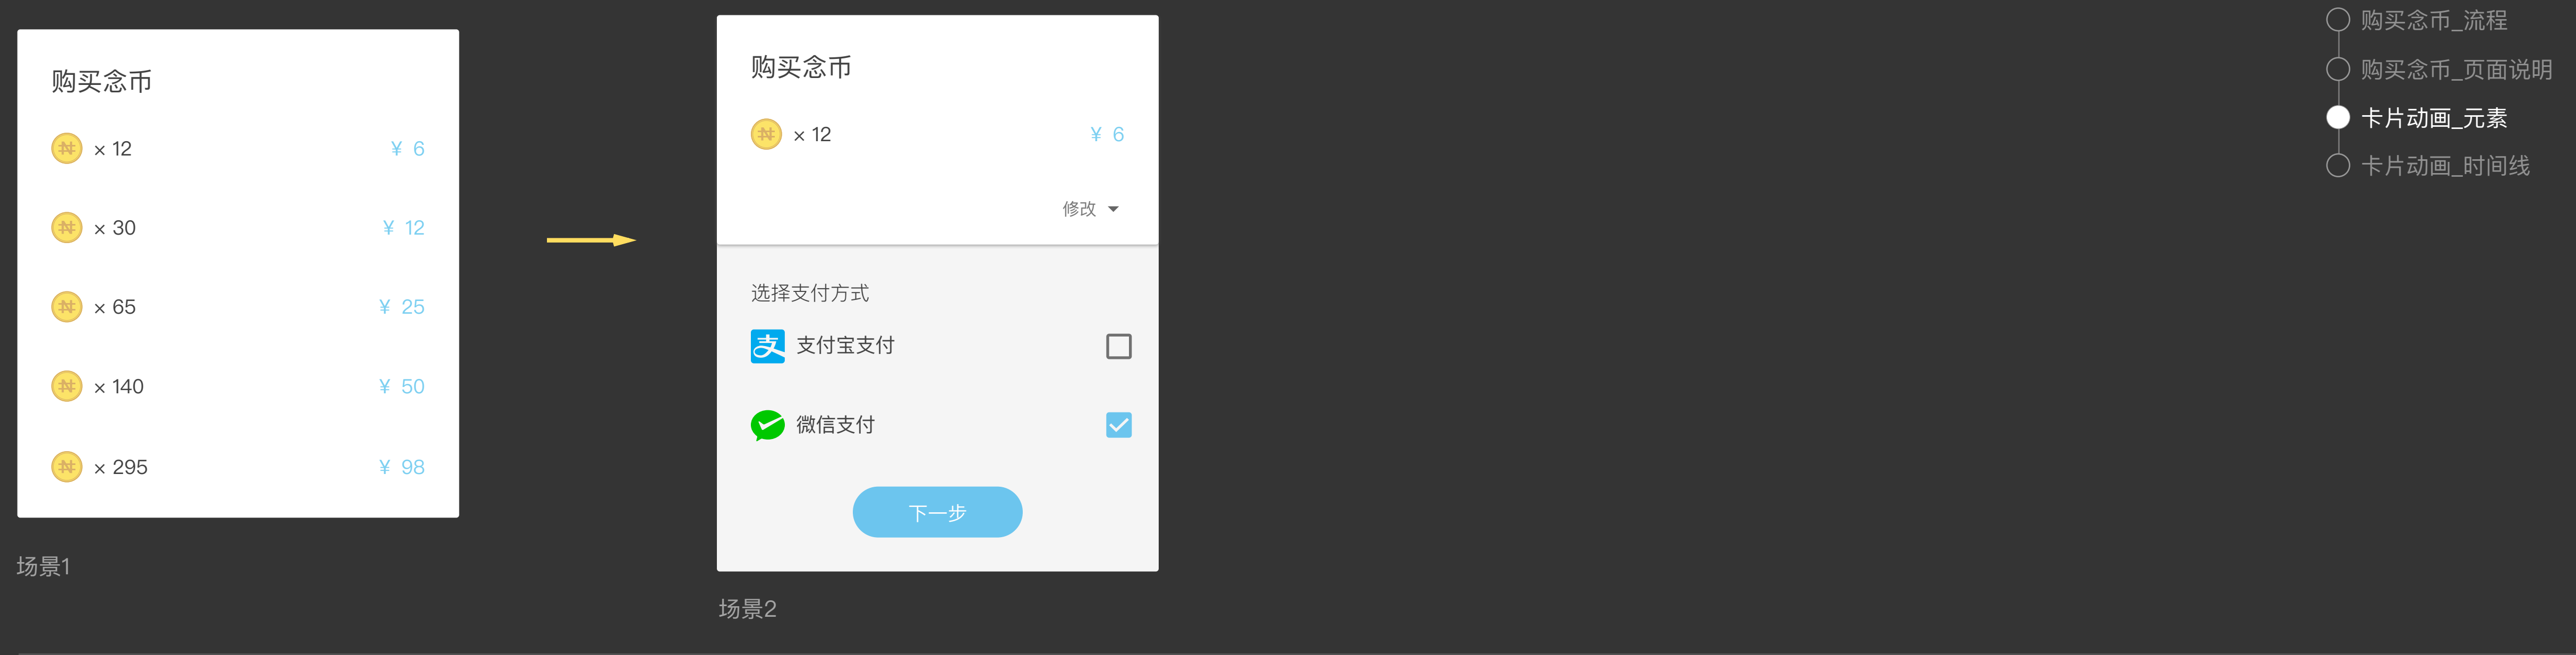 购买念币
× 12 ¥ 6
× 30 ¥ 12
× 65 ¥ 25
× 140 ¥ 50
× 295 ¥ 98
场景1
购买念币
× 12 ¥ 6
修改
选择支付方式
支 支付宝支付
微信支付
下一步
场景2
购买念币_流程
购买念币_页面说明
卡片动画_元素
卡片动画_时间线